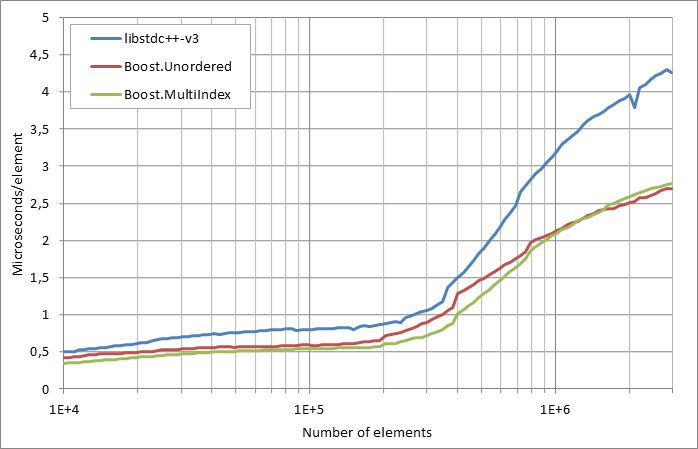 5
4,5
4
3,5
3
2,5
2
1,5
1
0,5
0
Microseconds/element
libstdc++-v3
Boost.Unordered
Boost.MultiIndex
1E+4 1E+5 1E+6
Number of elements